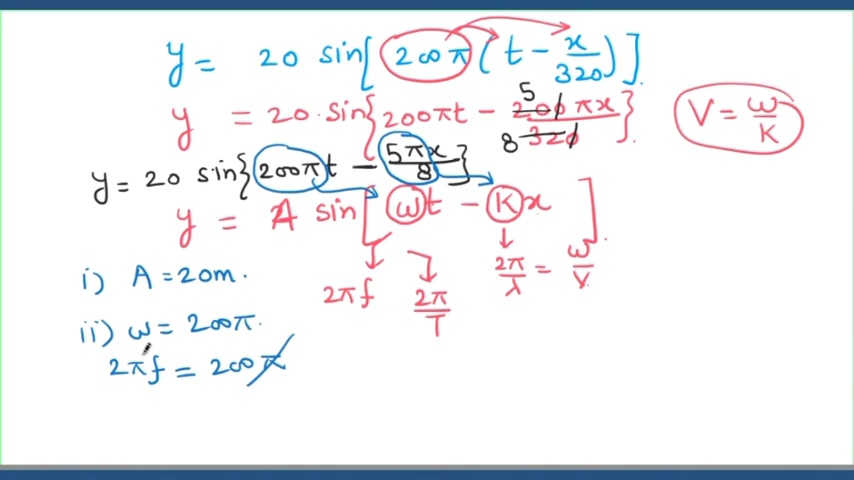 y = 20 sin[ 200π ( t - x/320 ) ].
y = 20 . sin{ 200πt - 200πx/320 }. 5 8
V = ω/K
y = 20 sin{ 200πt - 5πx/8 }
y = A sin[ ωt - Kx ].
2πf 2π/T 2π/λ = ω/V
i) A = 20m.
ii) ω = 200π.
2πf = 200π